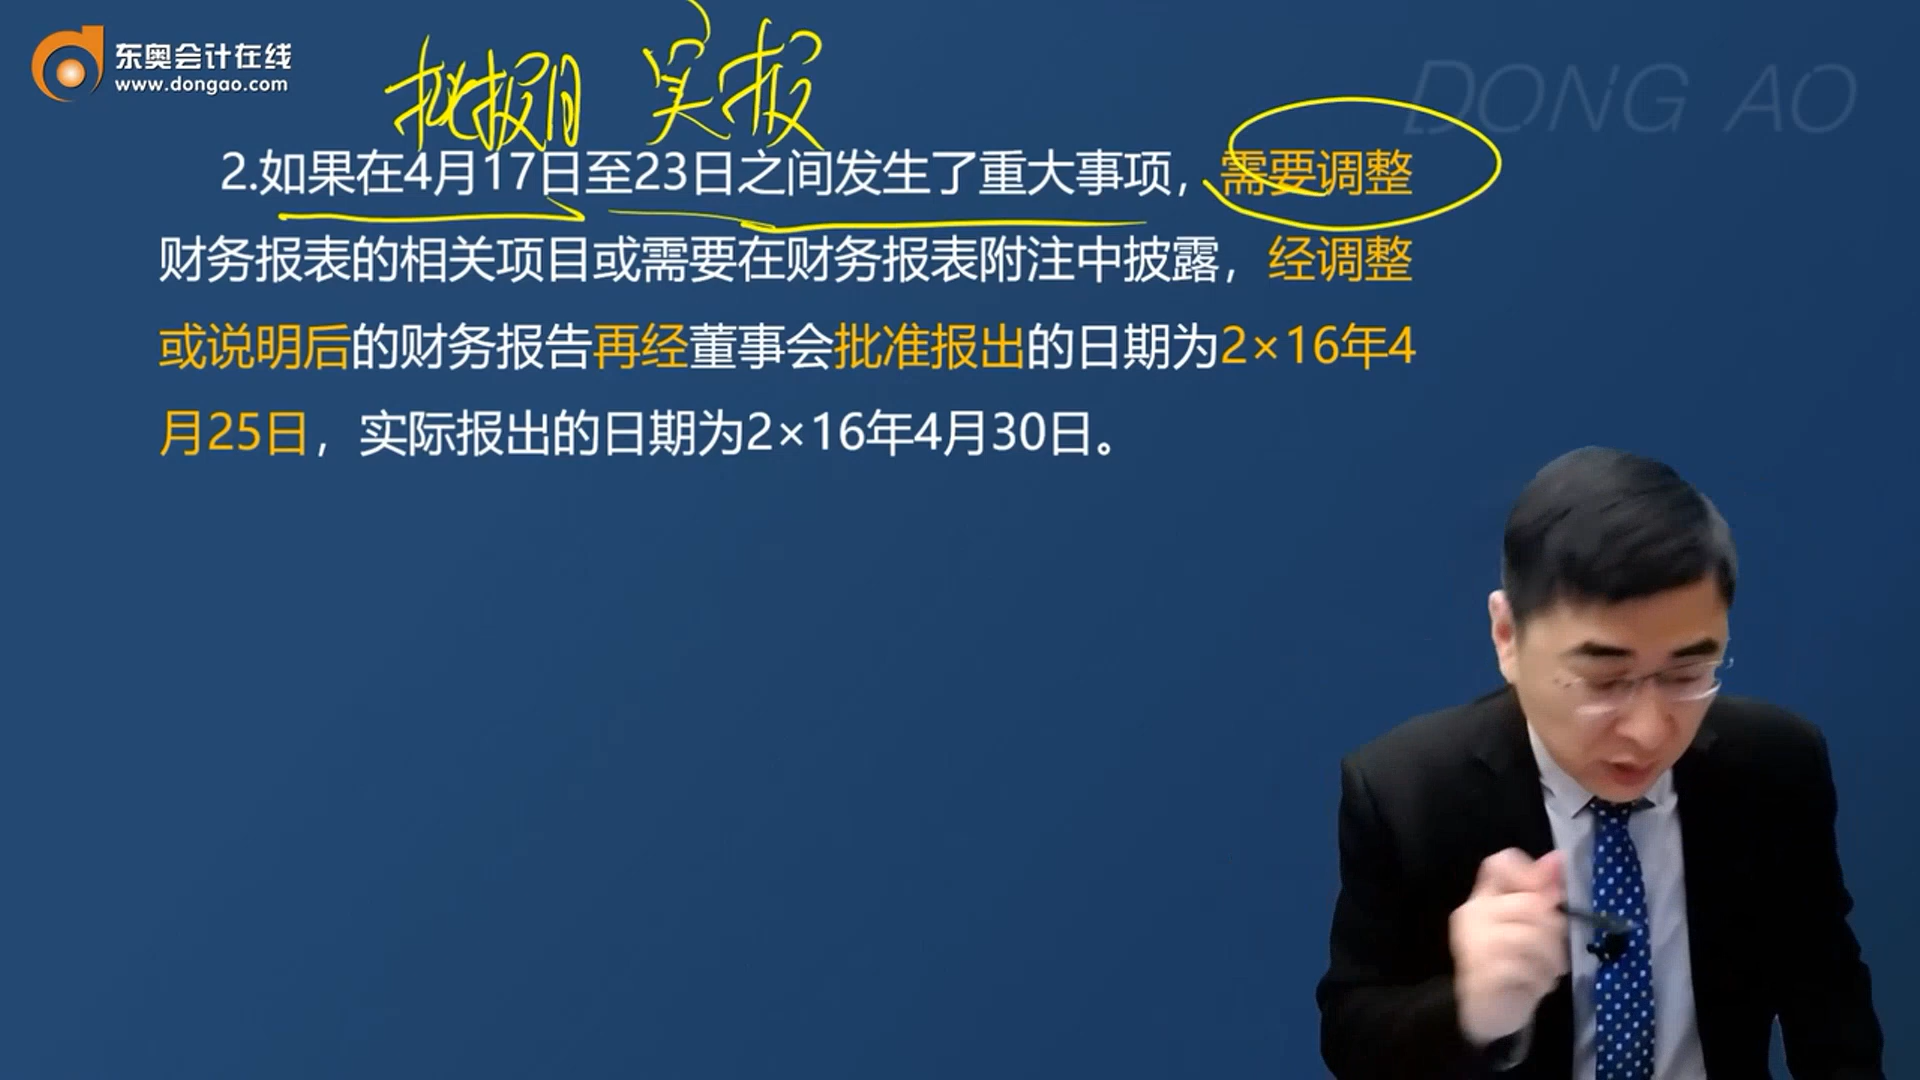 东奥会计在线
www.dongao.com
DONG AO
批报日 实报
2.如果在4月17日至23日之间发生了重大事项，需要调整
财务报表的相关项目或需要在财务报表附注中披露，经调整
或说明后的财务报告再经董事会批准报出的日期为2×16年4
月25日，实际报出的日期为2×16年4月30日。